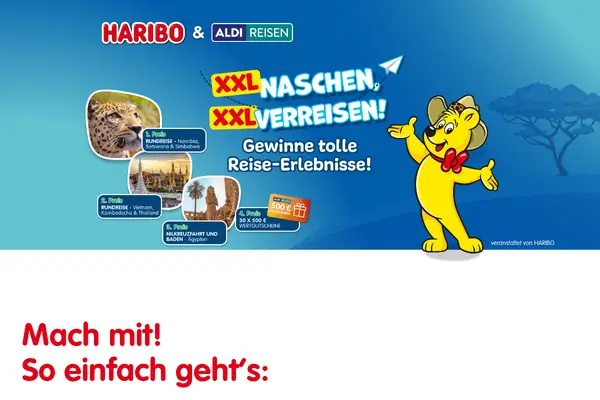 HARIBO & ALDI REISEN
XXL NASCHEN,
XXL VERREISEN!
Gewinne tolle
Reise-Erlebnisse!
1. Preis
RUNDREISE - Namibia,
Botswana & Simbabwe
2. Preis
RUNDREISE - Vietnam,
Kambodscha & Thailand
3. Preis
NILKREUZFAHRT UND
BADEN - Ägypten
4. Preis
30 X 500 €
WERTGUTSCHEINE
500 €
veranstaltet von HARIBO
Mach mit!
So einfach geht's: